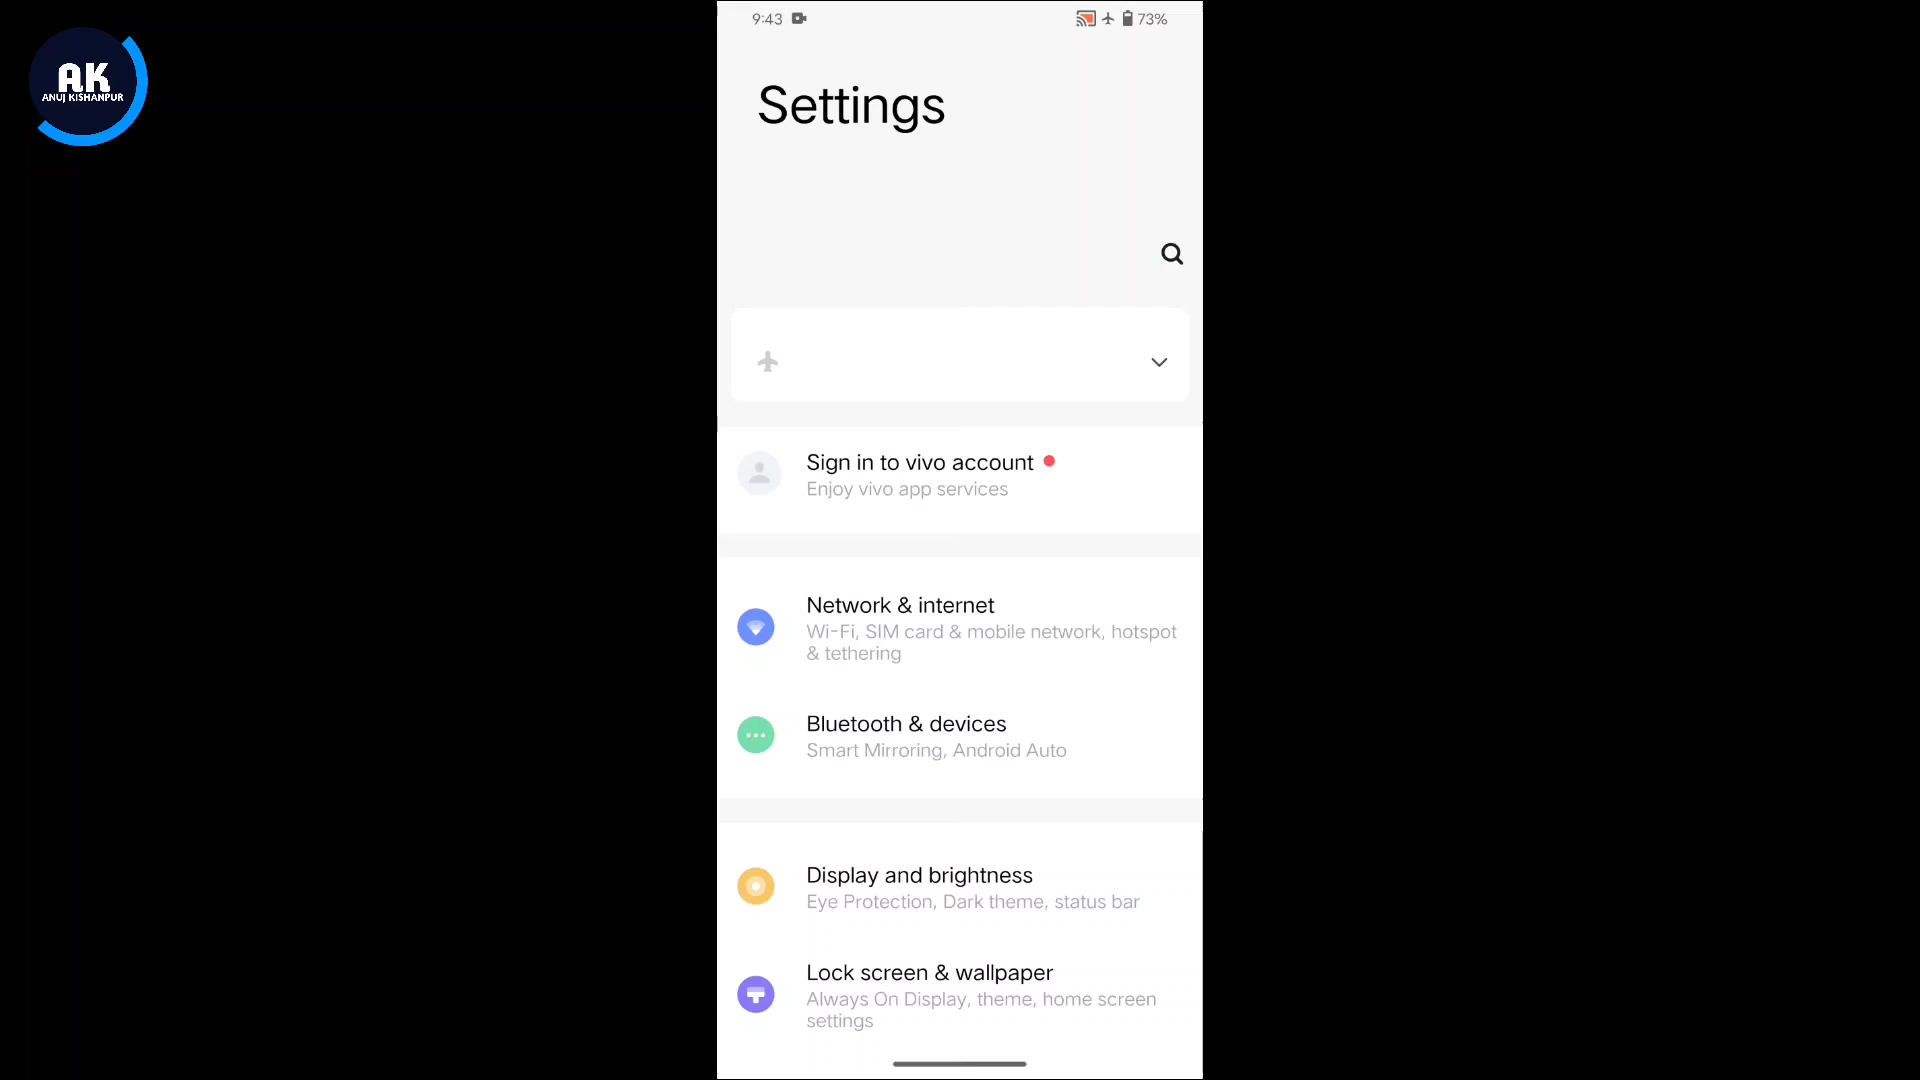 AK
ANUJ KISHANPUR
9:43
73%
Settings
Sign in to vivo account
Enjoy vivo app services
Network & internet
Wi-Fi, SIM card & mobile network, hotspot
& tethering
Bluetooth & devices
Smart Mirroring, Android Auto
Display and brightness
Eye Protection, Dark theme, status bar
Lock screen & wallpaper
Always On Display, theme, home screen
settings